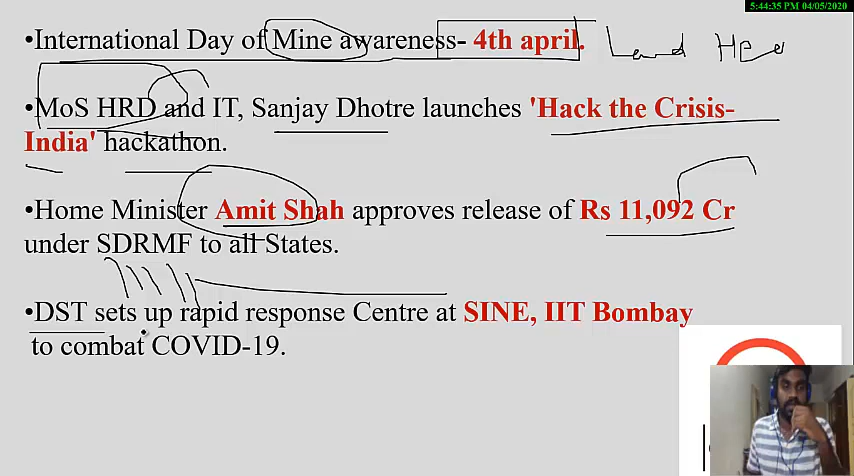 5:44:35 PM 04/05/2020
•International Day of Mine awareness- 4th april. Land
•MoS HRD and IT, Sanjay Dhotre launches 'Hack the Crisis-
India' hackathon.
•Home Minister Amit Shah approves release of Rs 11,092 Cr
under SDRMF to all States.
•DST sets up rapid response Centre at SINE, IIT Bombay
to combat COVID-19.